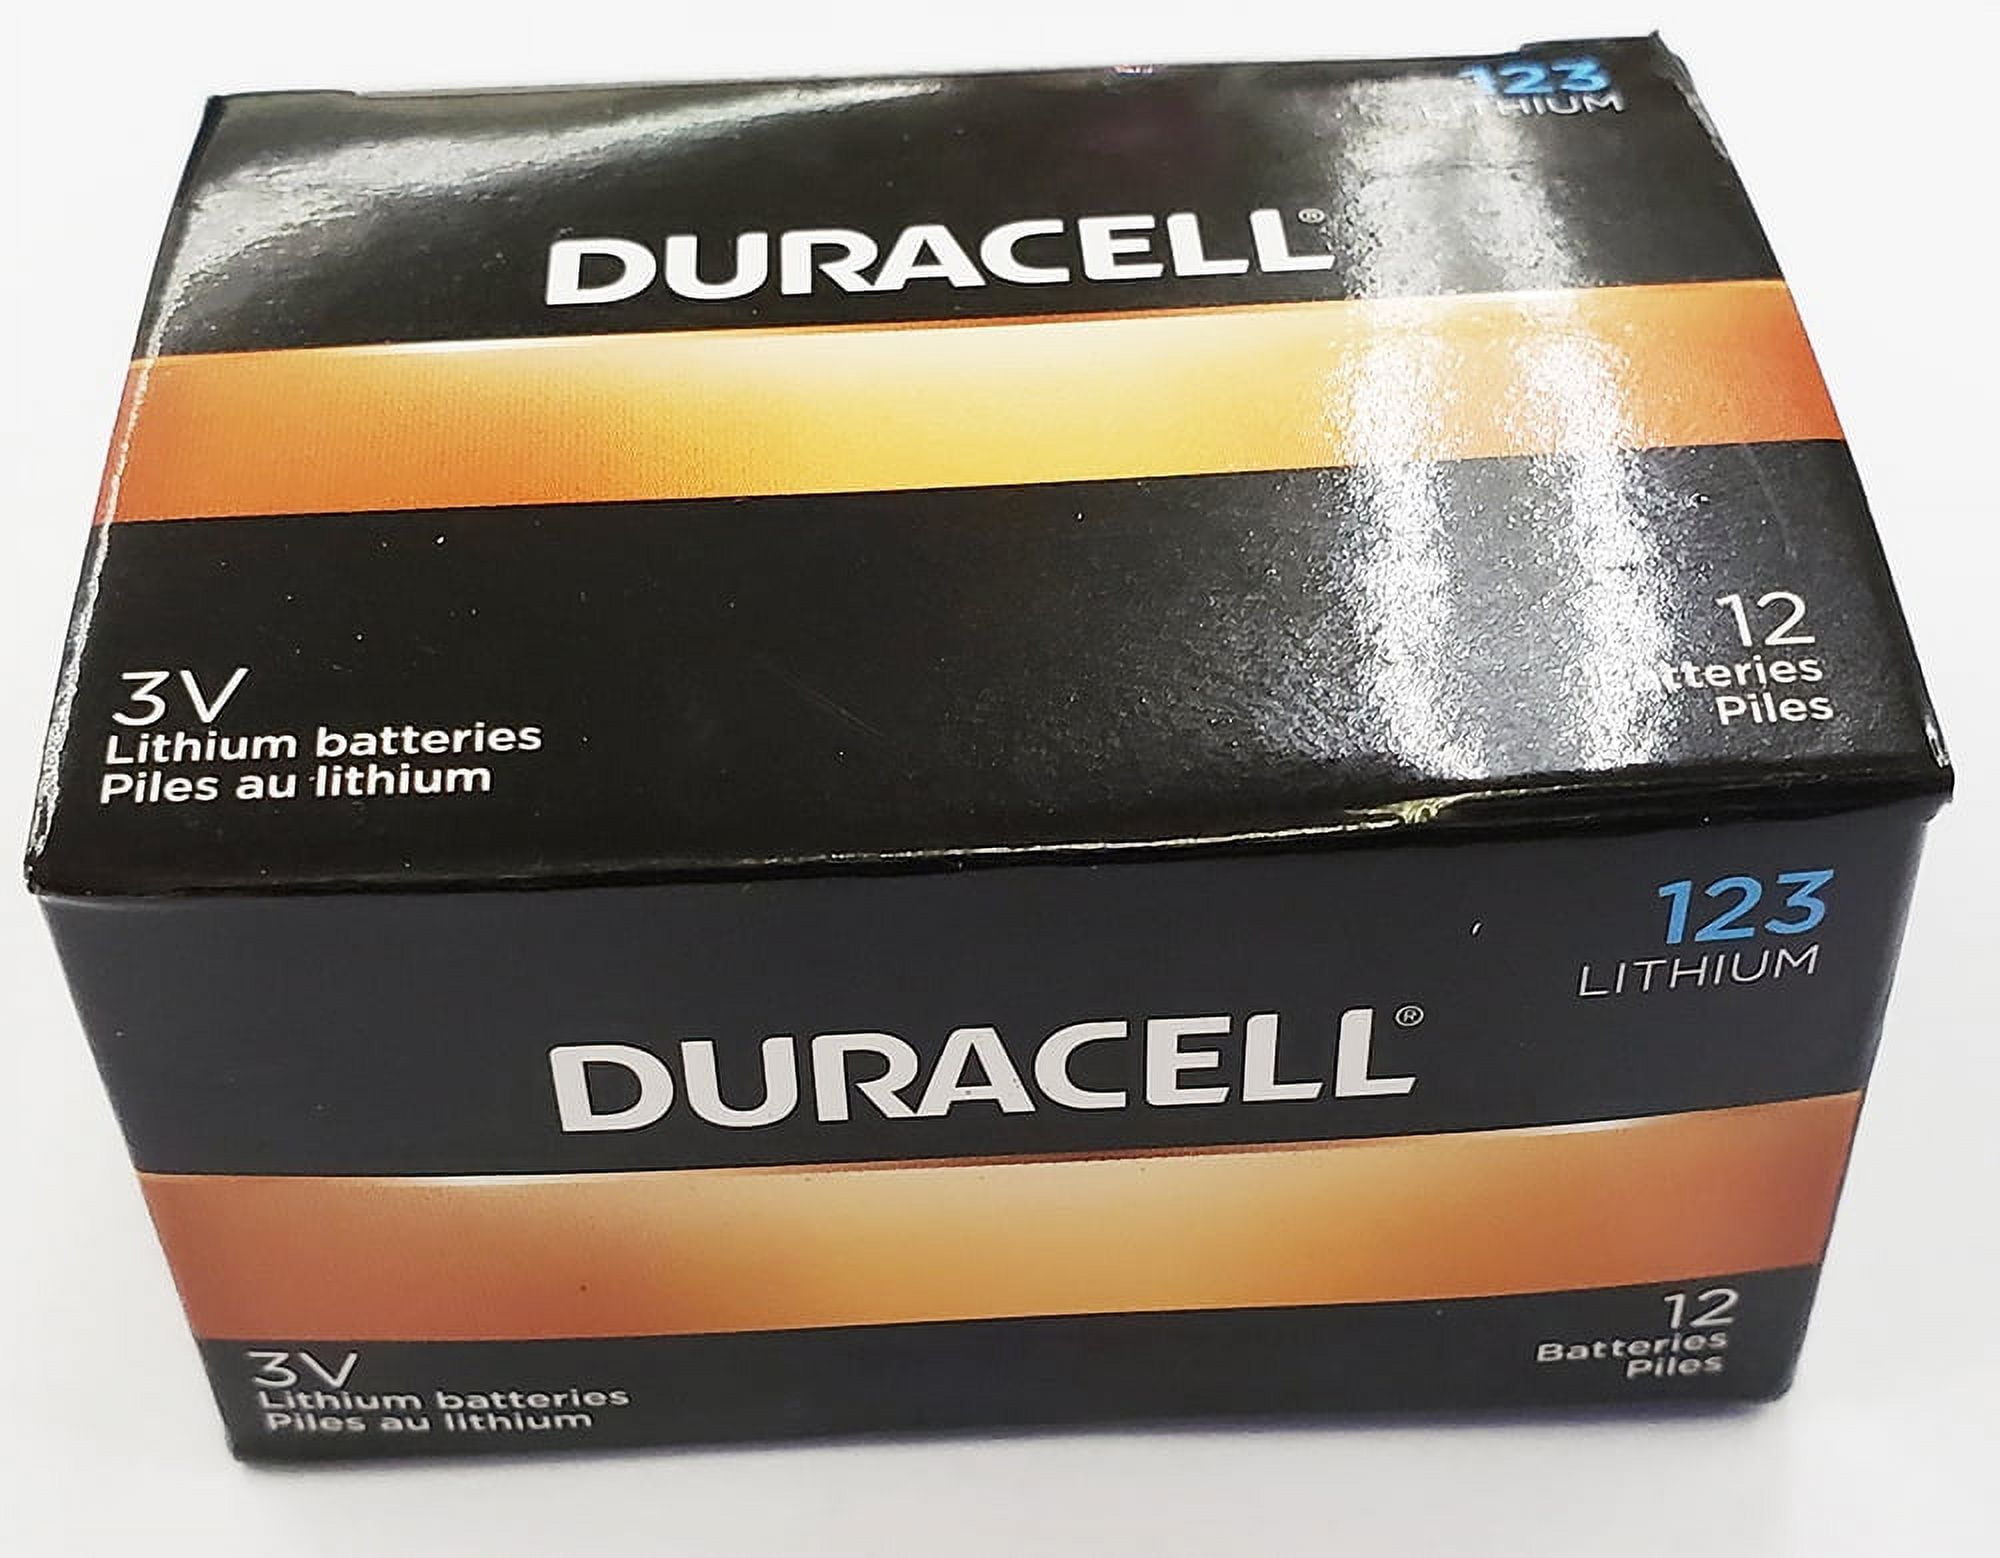 123
LITHIUM
DURACELL®
3V
Lithium batteries
Piles au lithium
12
Batteries
Piles
123
LITHIUM
DURACELL®
3V
Lithium batteries
Piles au lithium
12
Batteries
Piles